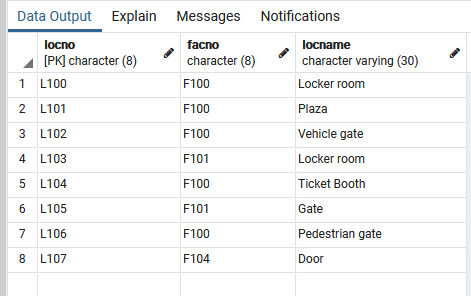 Data Output Explain Messages Notifications
locno facno locname
[PK] character (8) character (8) character varying (30)
1 L100 F100 Locker room
2 L101 F100 Plaza
3 L102 F100 Vehicle gate
4 L103 F101 Locker room
5 L104 F100 Ticket Booth
6 L105 F101 Gate
7 L106 F100 Pedestrian gate
8 L107 F104 Door